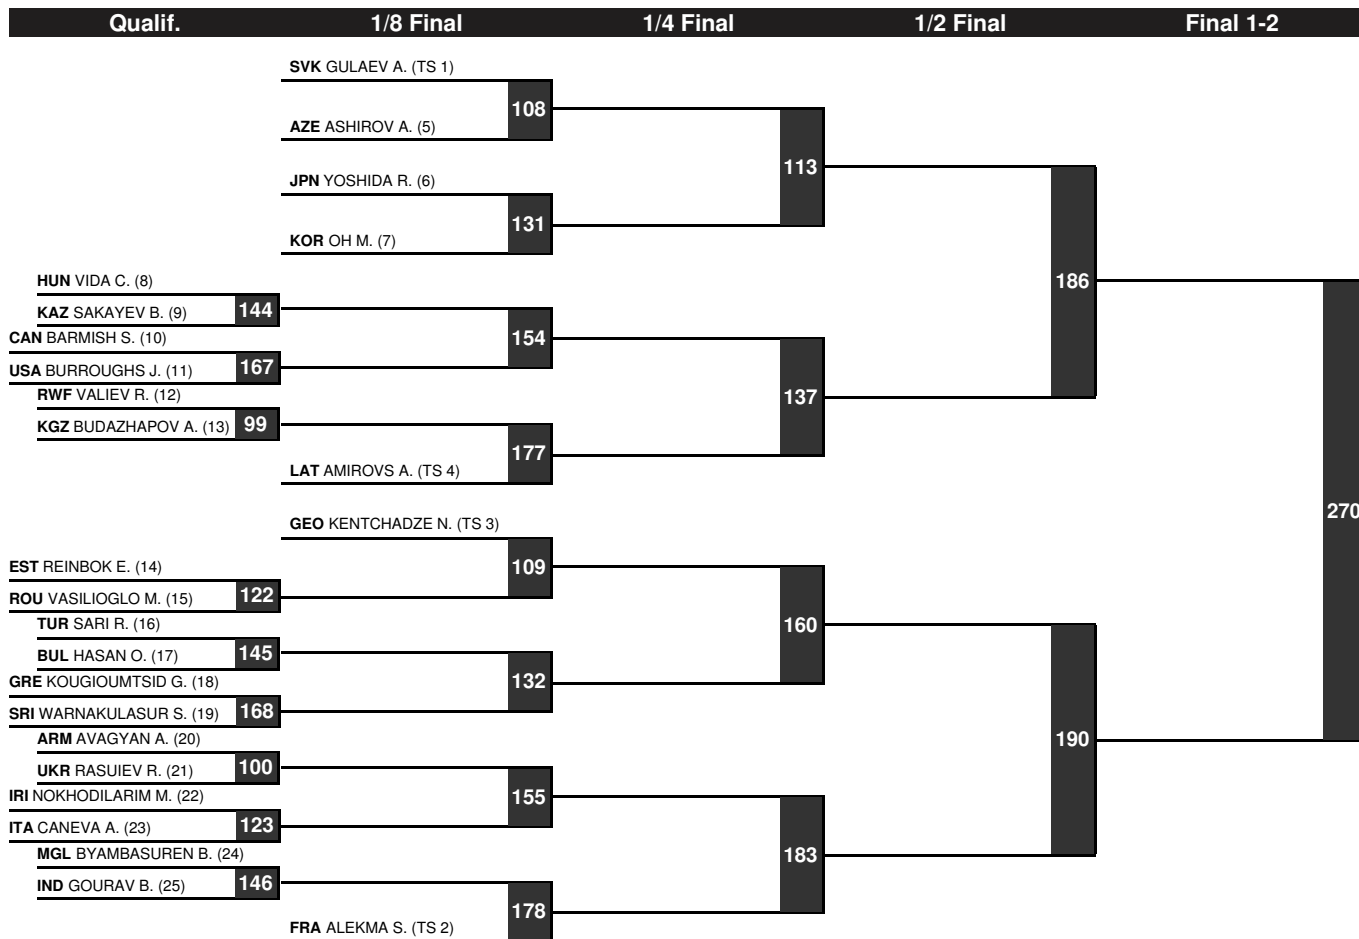 Qualif. 1/8 Final 1/4 Final 1/2 Final Final 1-2
SVK GULAEV A. (TS 1)
108
AZE ASHIROV A. (5)
113
JPN YOSHIDA R. (6)
131
KOR OH M. (7)
186
HUN VIDA C. (8)
144
KAZ SAKAYEV B. (9)
CAN BARMISH S. (10)
154
USA BURROUGHS J. (11)
167
RWF VALIEV R. (12)
137
KGZ BUDAZHAPOV A. (13)
99
177
LAT AMIROVS A. (TS 4)
270
GEO KENTCHADZE N. (TS 3)
109
EST REINBOK E. (14)
122
ROU VASILIOGLO M. (15)
TUR SARI R. (16)
160
BUL HASAN O. (17)
145
GRE KOUGIOUMTSID G. (18)
132
SRI WARNAKULASUR S. (19)
168
ARM AVAGYAN A. (20)
190
UKR RASUIEV R. (21)
100
IRI NOKHODILARIM M. (22)
155
ITA CANEVA A. (23)
123
MGL BYAMBASUREN B. (24)
183
IND GOURAV B. (25)
146
178
FRA ALEKMA S. (TS 2)